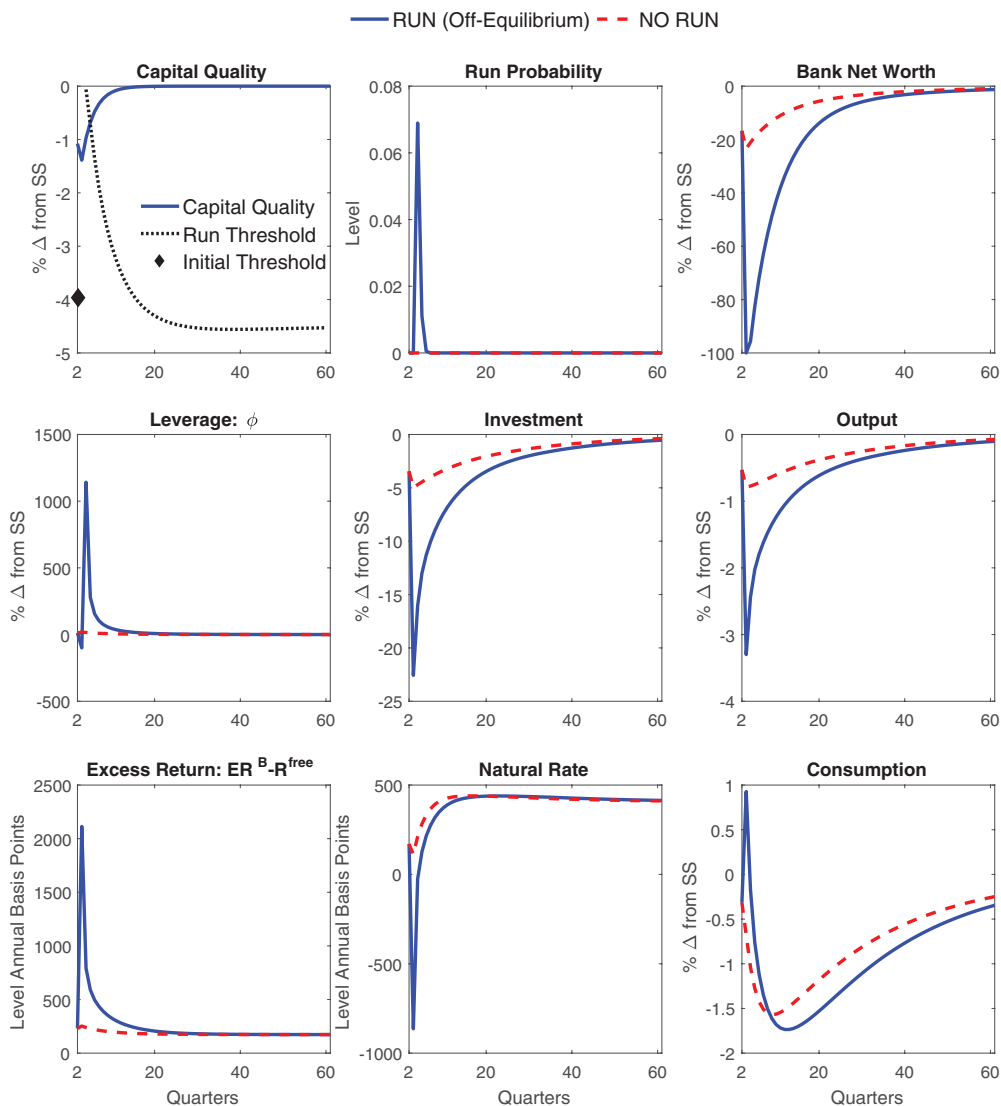 RUN (Off-Equilibrium) NO RUN
Capital Quality
0
-1
-2
-3
-4
-5
% Δ from SS
Capital Quality
Run Threshold
Initial Threshold
2 20 40 60
Run Probability
0.08
0.06
0.04
0.02
0
Level
2 20 40 60
Bank Net Worth
0
-20
-40
-60
-80
-100
% Δ from SS
2 20 40 60
Leverage: ϕ
1500
1000
500
0
-500
% Δ from SS
2 20 40 60
Investment
0
-5
-10
-15
-20
-25
% Δ from SS
2 20 40 60
Output
0
-1
-2
-3
-4
% Δ from SS
2 20 40 60
Excess Return: ER^B-R^free
2500
2000
1500
1000
500
0
Level Annual Basis Points
2 20 40 60
Quarters
Natural Rate
500
0
-500
-1000
Level Annual Basis Points
2 20 40 60
Quarters
Consumption
1
0.5
0
-0.5
-1
-1.5
-2
% Δ from SS
2 20 40 60
Quarters